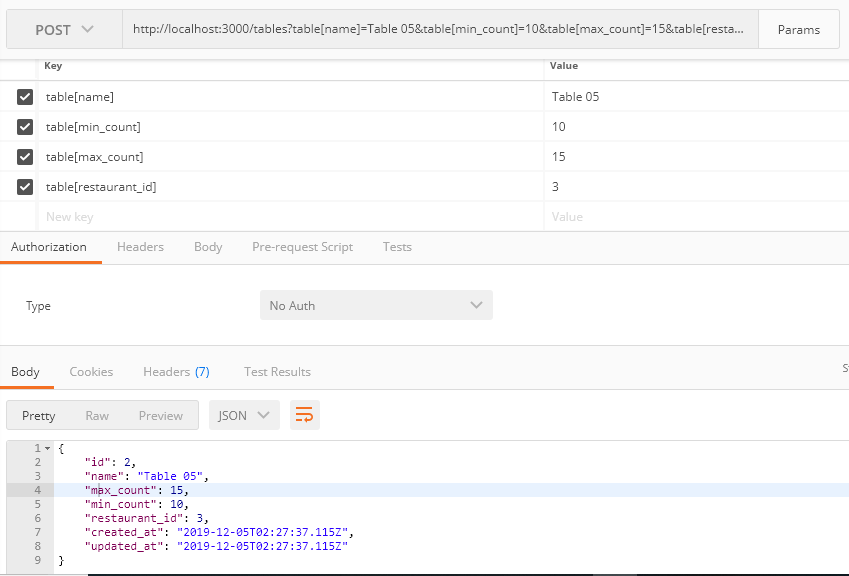 POST http://localhost:3000/tables?table[name]=Table 05&table[min_count]=10&table[max_count]=15&table[resta... Params
Key Value
table[name] Table 05
table[min_count] 10
table[max_count] 15
table[restaurant_id] 3
New key Value
Authorization Headers Body Pre-request Script Tests
Type No Auth
Body Cookies Headers (7) Test Results
Pretty Raw Preview JSON
1 {
2 "id": 2,
3 "name": "Table 05",
4 "max_count": 15,
5 "min_count": 10,
6 "restaurant_id": 3,
7 "created_at": "2019-12-05T02:27:37.115Z",
8 "updated_at": "2019-12-05T02:27:37.115Z"
9 }